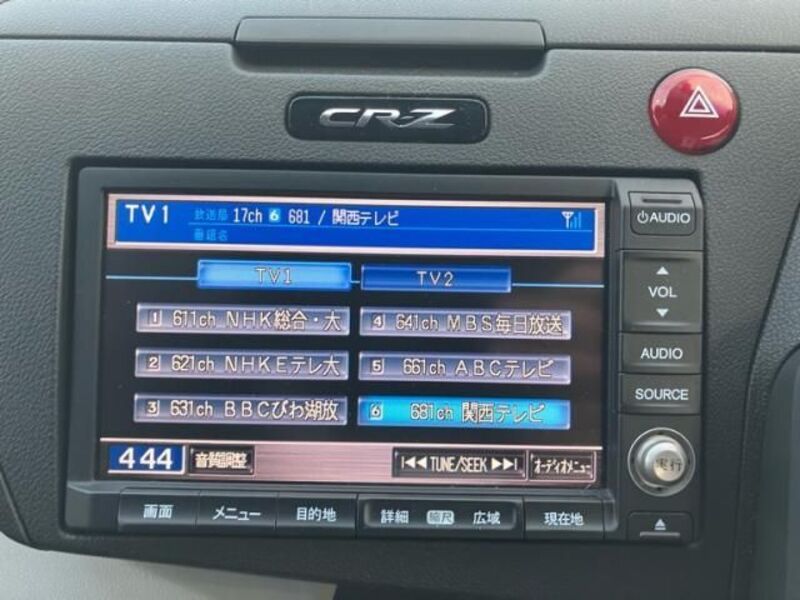 CR-Z
TV1 放送局 17ch 6 681 / 関西テレビ
番組名
TV1 TV2
1 611ch NHK総合・大
4 641ch MBS毎日放送
2 621ch NHKEテレ大
5 661ch ABCテレビ
3 631ch BBCびわ湖放
6 681ch 関西テレビ
4:44 音質調整 TUNE/SEEK オーディオメニュー
画面 メニュー 目的地 詳細 縮尺 広域 現在地
AUDIO
VOL
AUDIO
SOURCE
実行